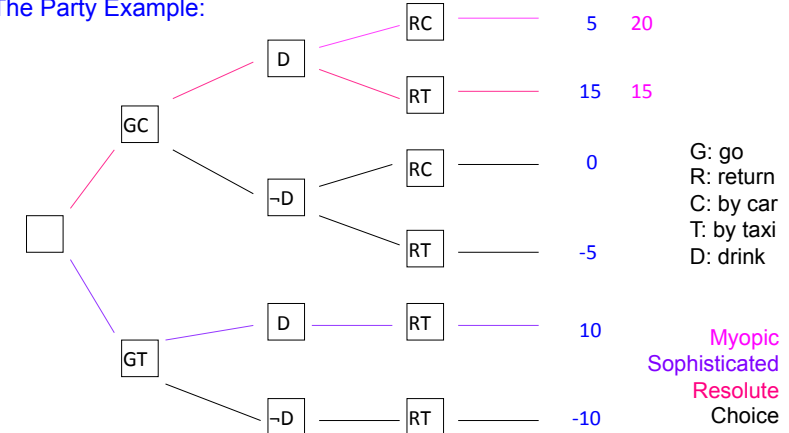 The Party Example:
RC 5 20
D
RT 15 15
GC
RC 0
¬D
RT -5
G: go
R: return
C: by car
T: by taxi
D: drink
D RT 10
GT
¬D RT -10
Myopic
Sophisticated
Resolute
Choice